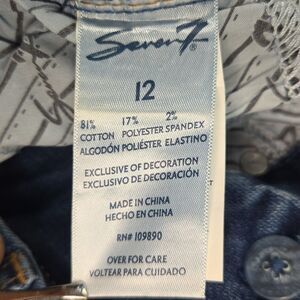 Seven7
12
81% 17% 2%
COTTON POLYESTER SPANDEX
ALGODÓN POLIÉSTER ELASTINO
EXCLUSIVE OF DECORATION
EXCLUSIVO DE DECORACIÓN
MADE IN CHINA
HECHO EN CHINA
RN# 109890
OVER FOR CARE
VOLTEAR PARA CUIDADO